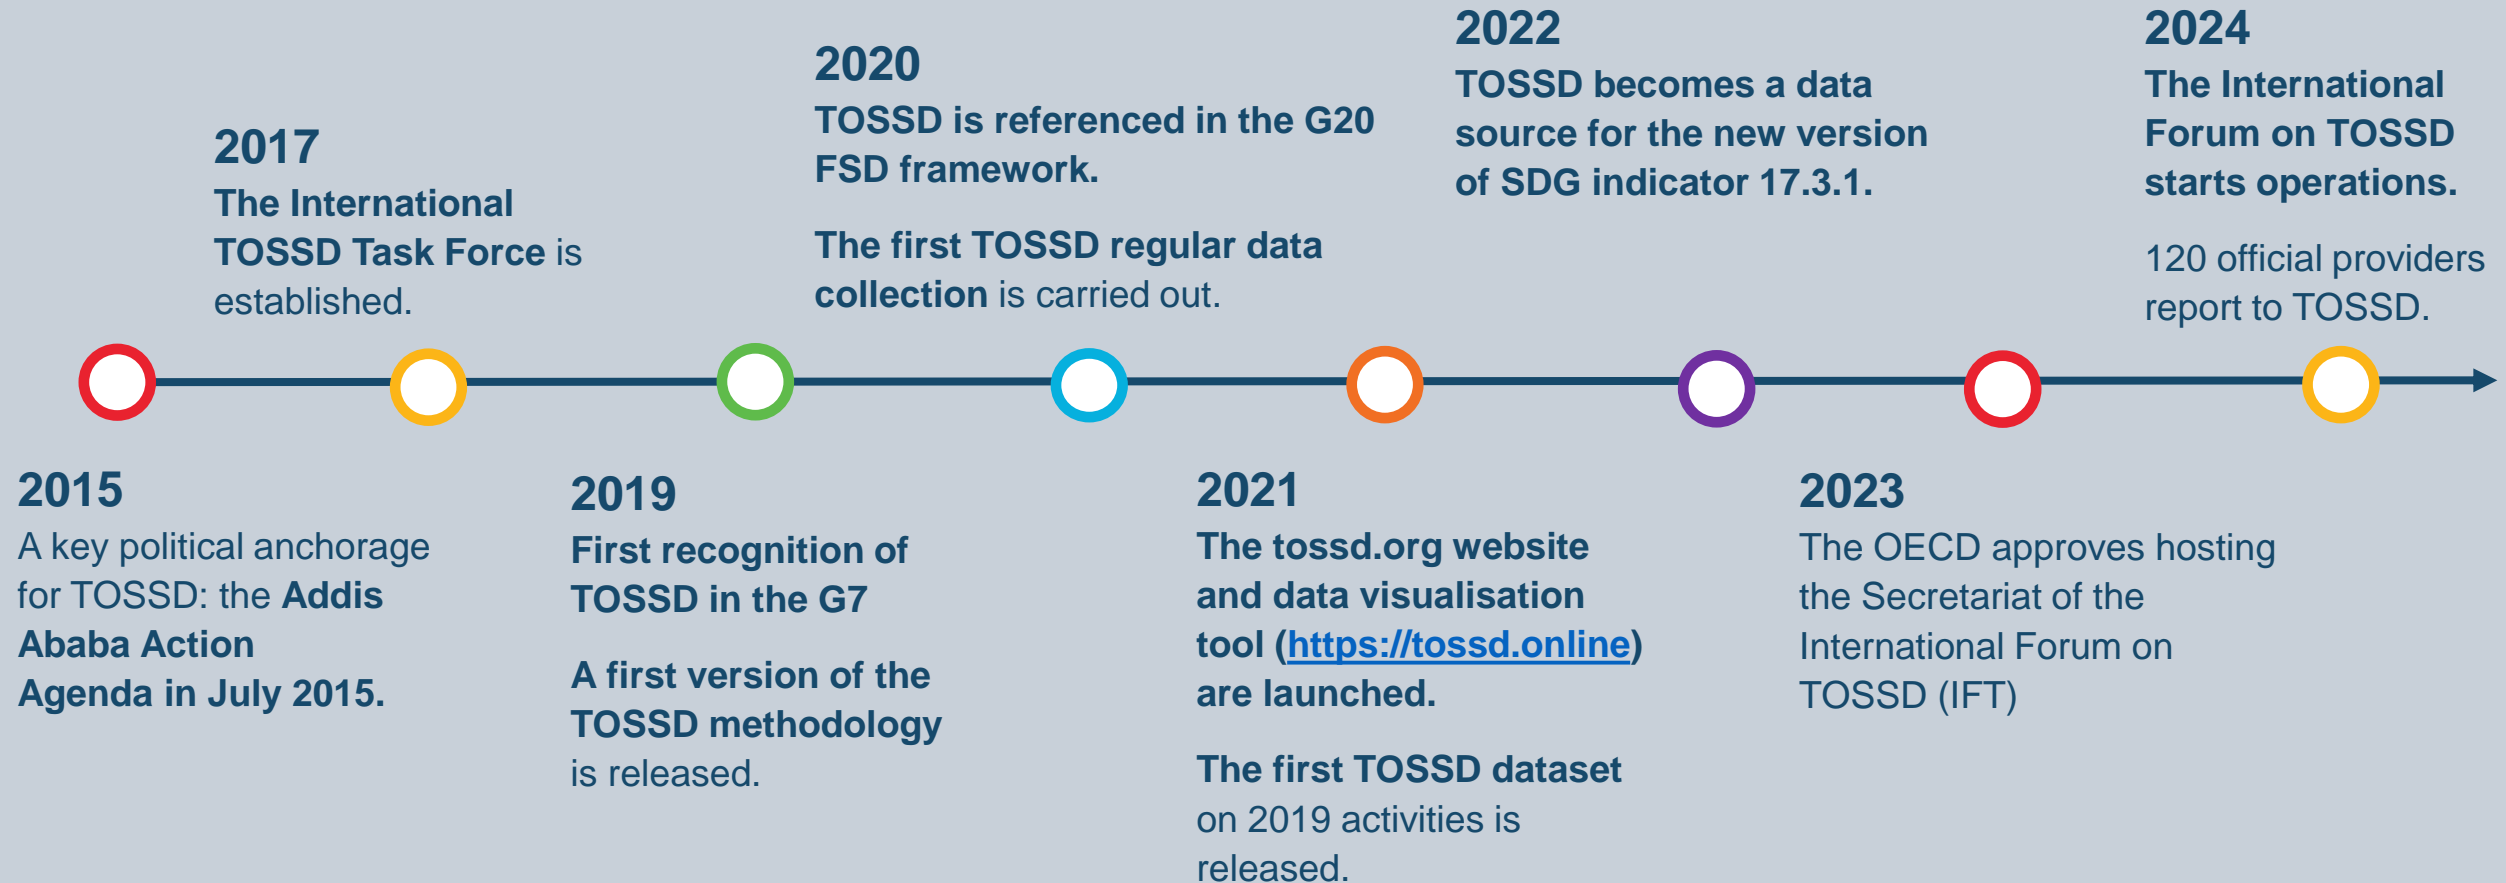 2015
A key political anchorage
for TOSSD: the Addis
Ababa Action
Agenda in July 2015.
2017
The International
TOSSD Task Force is
established.
2019
First recognition of
TOSSD in the G7
A first version of the
TOSSD methodology
is released.
2020
TOSSD is referenced in the G20
FSD framework.
The first TOSSD regular data
collection is carried out.
2021
The tossd.org website
and data visualisation
tool (https://tossd.online)
are launched.
The first TOSSD dataset
on 2019 activities is
released.
2022
TOSSD becomes a data
source for the new version
of SDG indicator 17.3.1.
2023
The OECD approves hosting
the Secretariat of the
International Forum on
TOSSD (IFT)
2024
The International
Forum on TOSSD
starts operations.
120 official providers
report to TOSSD.